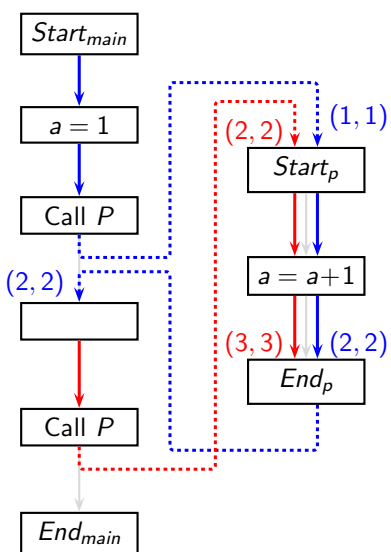 Start_main
a = 1
Call P
(2, 2)
Call P
End_main
(2, 2)
(1, 1)
Start_p
a = a+1
(3, 3)
(2, 2)
End_p